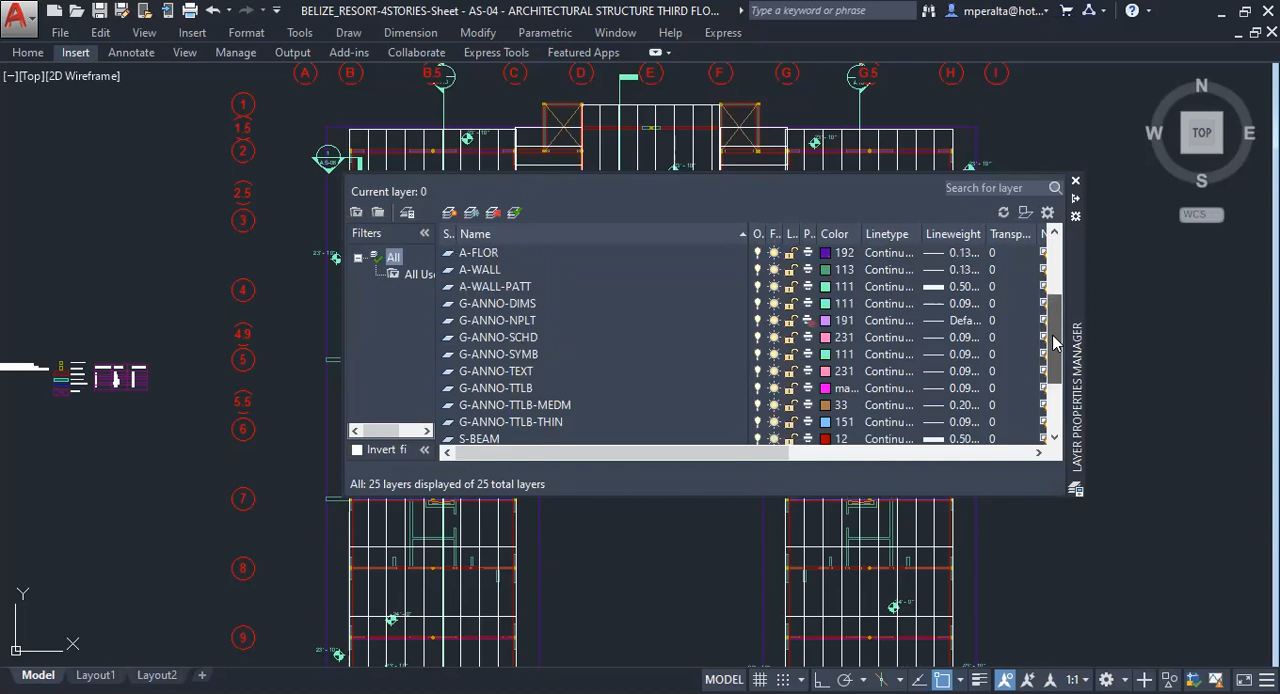 BELIZE_RESORT-4STORIES-Sheet - AS-04 - ARCHITECTURAL STRUCTURE THIRD FLO...
Type a keyword or phrase
mperalta@hot...
File Edit View Insert Format Tools Draw Dimension Modify Parametric Window Help Express
Home Insert Annotate View Manage Output Add-ins Collaborate Express Tools Featured Apps
[−][Top][2D Wireframe]
A B B5 C D E F G G5 H I
N
W TOP E
S
WCS
1
1.5
2
2.5
3
4
4.9
5
5.5
6
7
8
9
Current layer: 0
Search for layer
Filters
All
All Use
Invert fi
S.. Name O. F.. L.. P.. Color Linetype Lineweight Transp...
A-FLOR 192 Continu... 0.13... 0
A-WALL 113 Continu... 0.13... 0
A-WALL-PATT 111 Continu... 0.50... 0
G-ANNO-DIMS 111 Continu... 0.09... 0
G-ANNO-NPLT 191 Continu... Defa... 0
G-ANNO-SCHD 231 Continu... 0.09... 0
G-ANNO-SYMB 111 Continu... 0.09... 0
G-ANNO-TEXT 231 Continu... 0.09... 0
G-ANNO-TTLB ma... Continu... 0.09... 0
G-ANNO-TTLB-MEDM 33 Continu... 0.20... 0
G-ANNO-TTLB-THIN 151 Continu... 0.09... 0
S-BEAM 12 Continu... 0.50... 0
All: 25 layers displayed of 25 total layers
LAYER PROPERTIES MANAGER
Y
X
Model Layout1 Layout2 +
MODEL
1:1